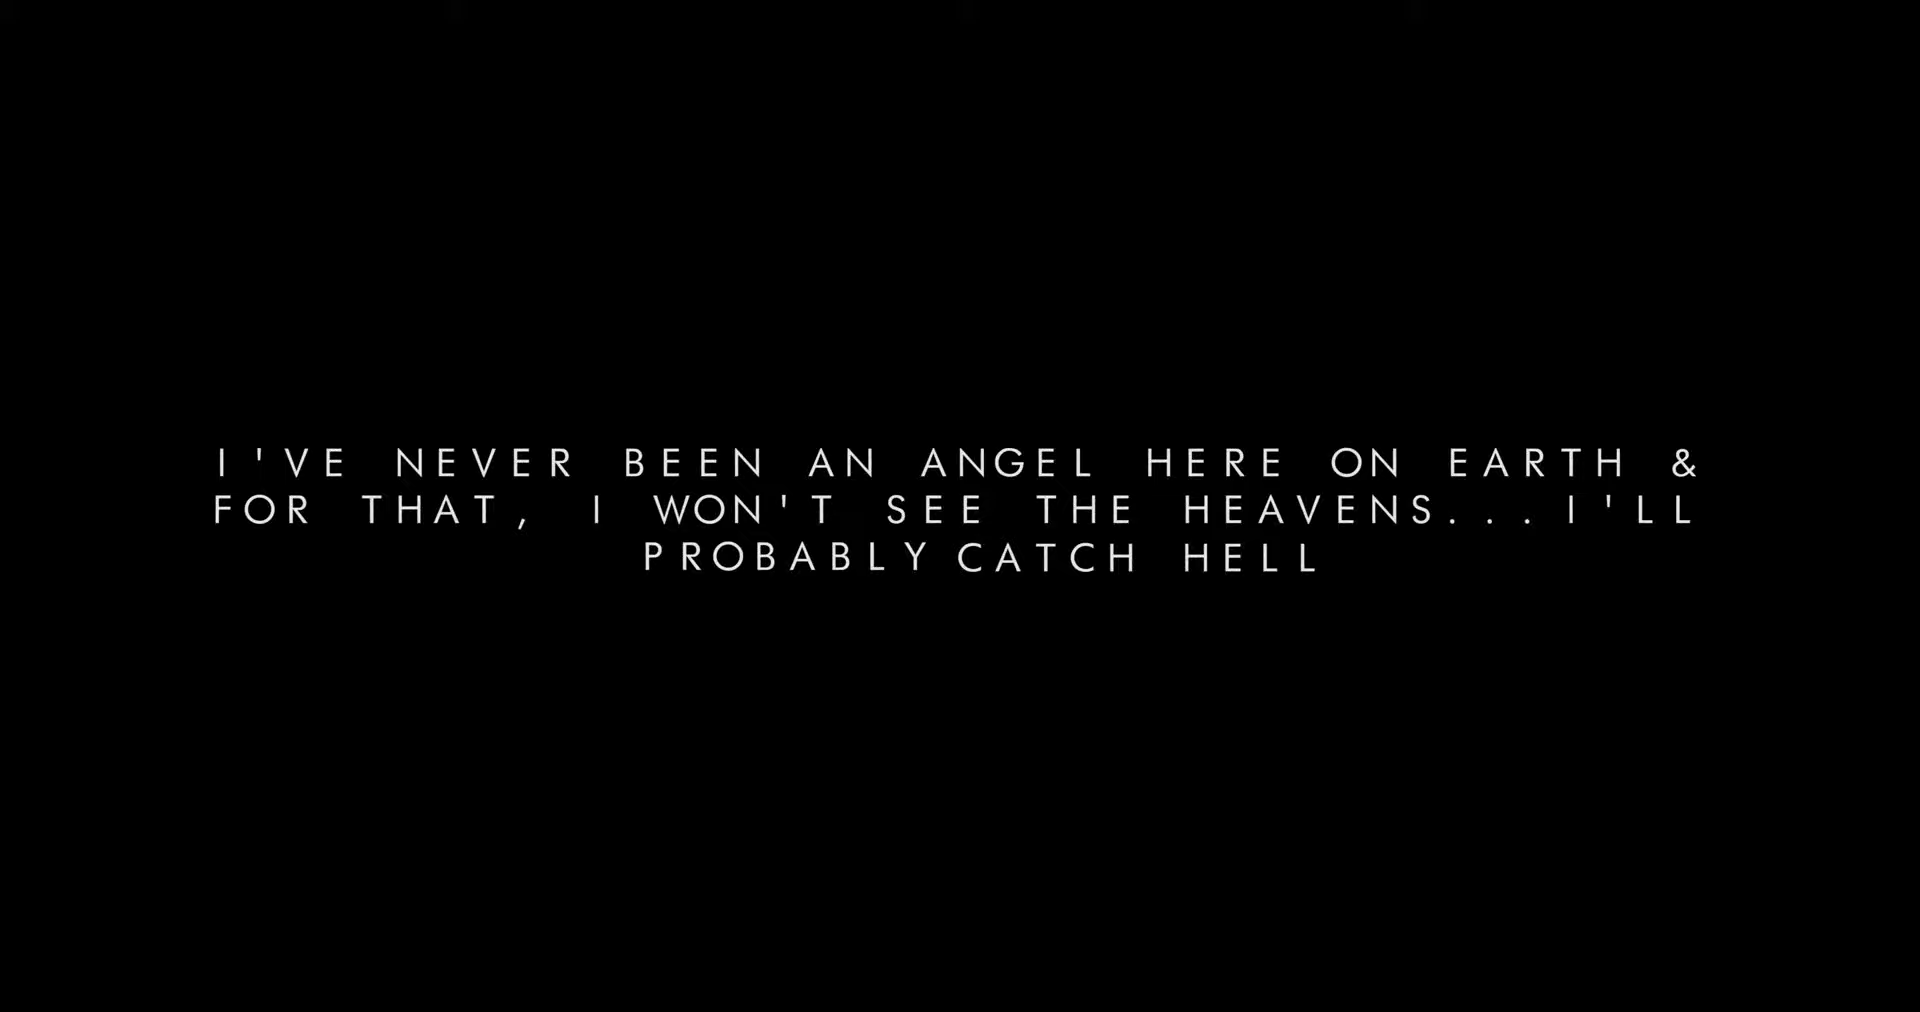 I'VE NEVER BEEN AN ANGEL HERE ON EARTH &
FOR THAT, I WON'T SEE THE HEAVENS...I'LL
PROBABLY CATCH HELL